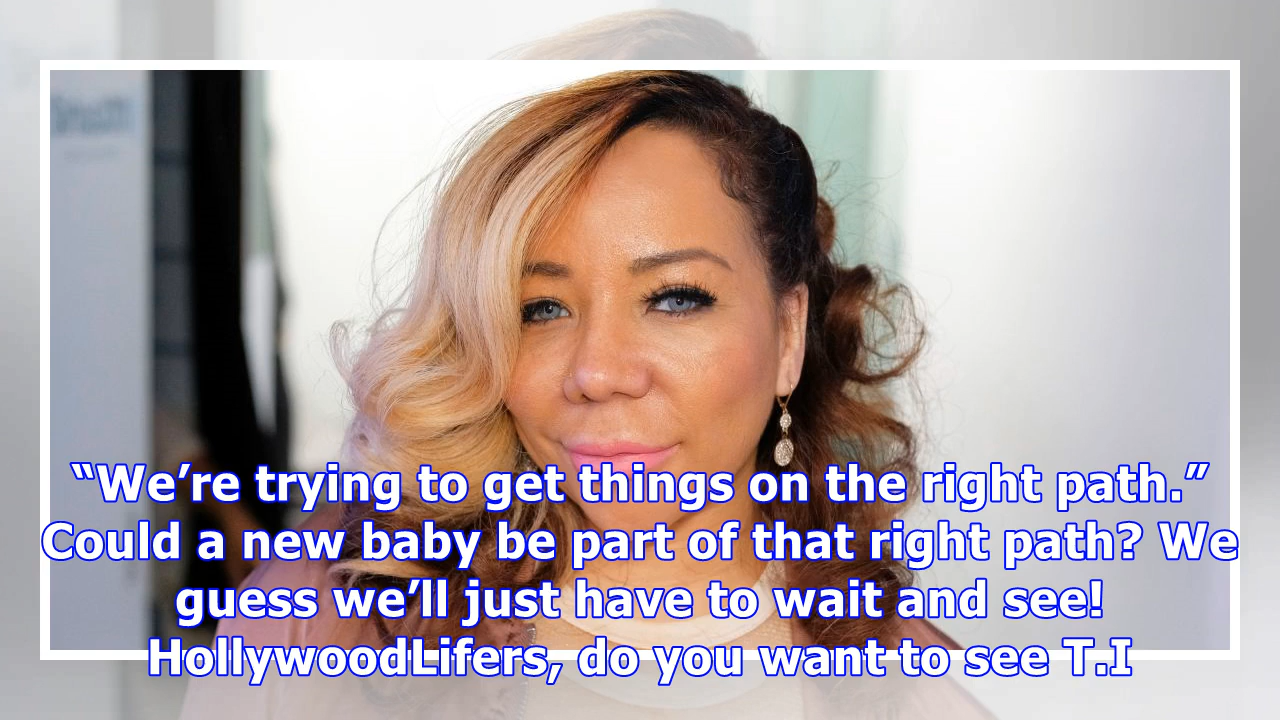 “We’re trying to get things on the right path.”
Could a new baby be part of that right path? We
guess we’ll just have to wait and see!
HollywoodLifers, do you want to see T.I